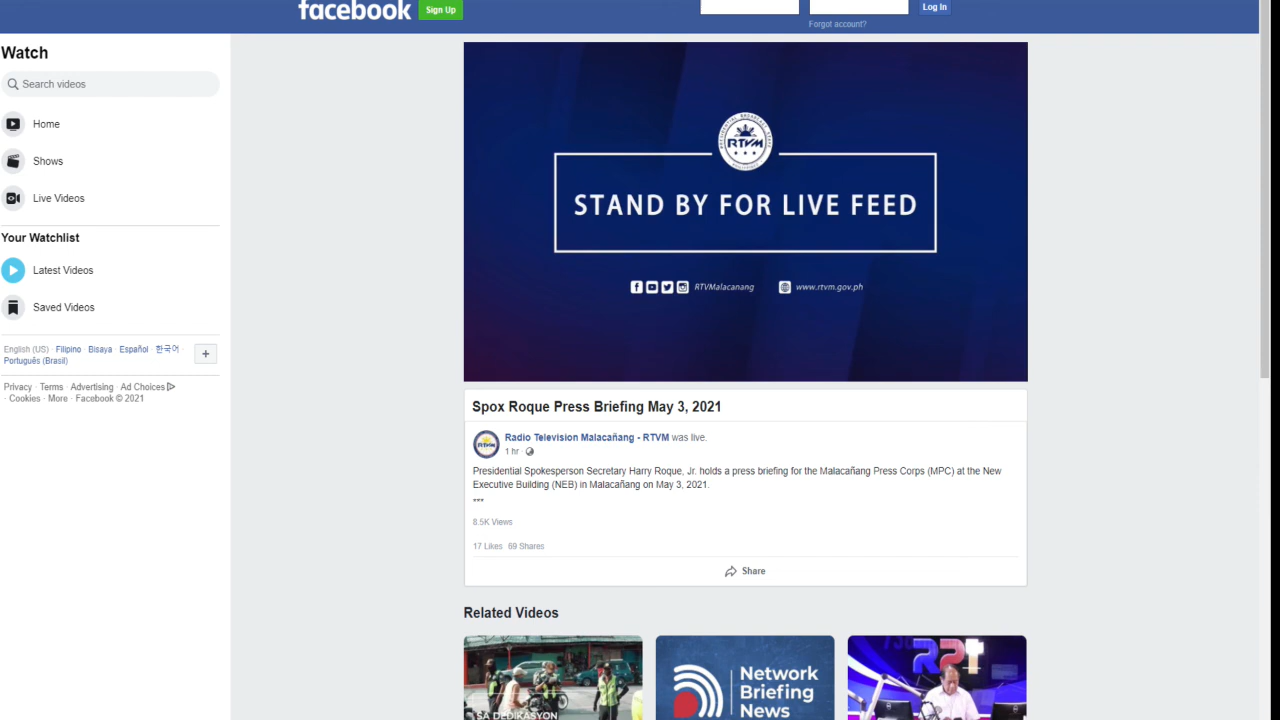 facebook
Sign Up
Log In
Forgot account?
Watch
Search videos
Home
Shows
Live Videos
Your Watchlist
Latest Videos
Saved Videos
English (US) · Filipino · Bisaya · Español · 한국어 ·
Português (Brasil)
+
Privacy · Terms · Advertising · Ad Choices
· Cookies · More · Facebook © 2021
RTVM
STAND BY FOR LIVE FEED
RTVMalacanang
www.rtvm.gov.ph
Spox Roque Press Briefing May 3, 2021
Radio Television Malacañang - RTVM was live.
1 hr ·
Presidential Spokesperson Secretary Harry Roque, Jr. holds a press briefing for the Malacañang Press Corps (MPC) at the New
Executive Building (NEB) in Malacañang on May 3, 2021.
***
8.5K Views
17 Likes 69 Shares
Share
Related Videos
SA DEDIKASYON
Network
Briefing
News